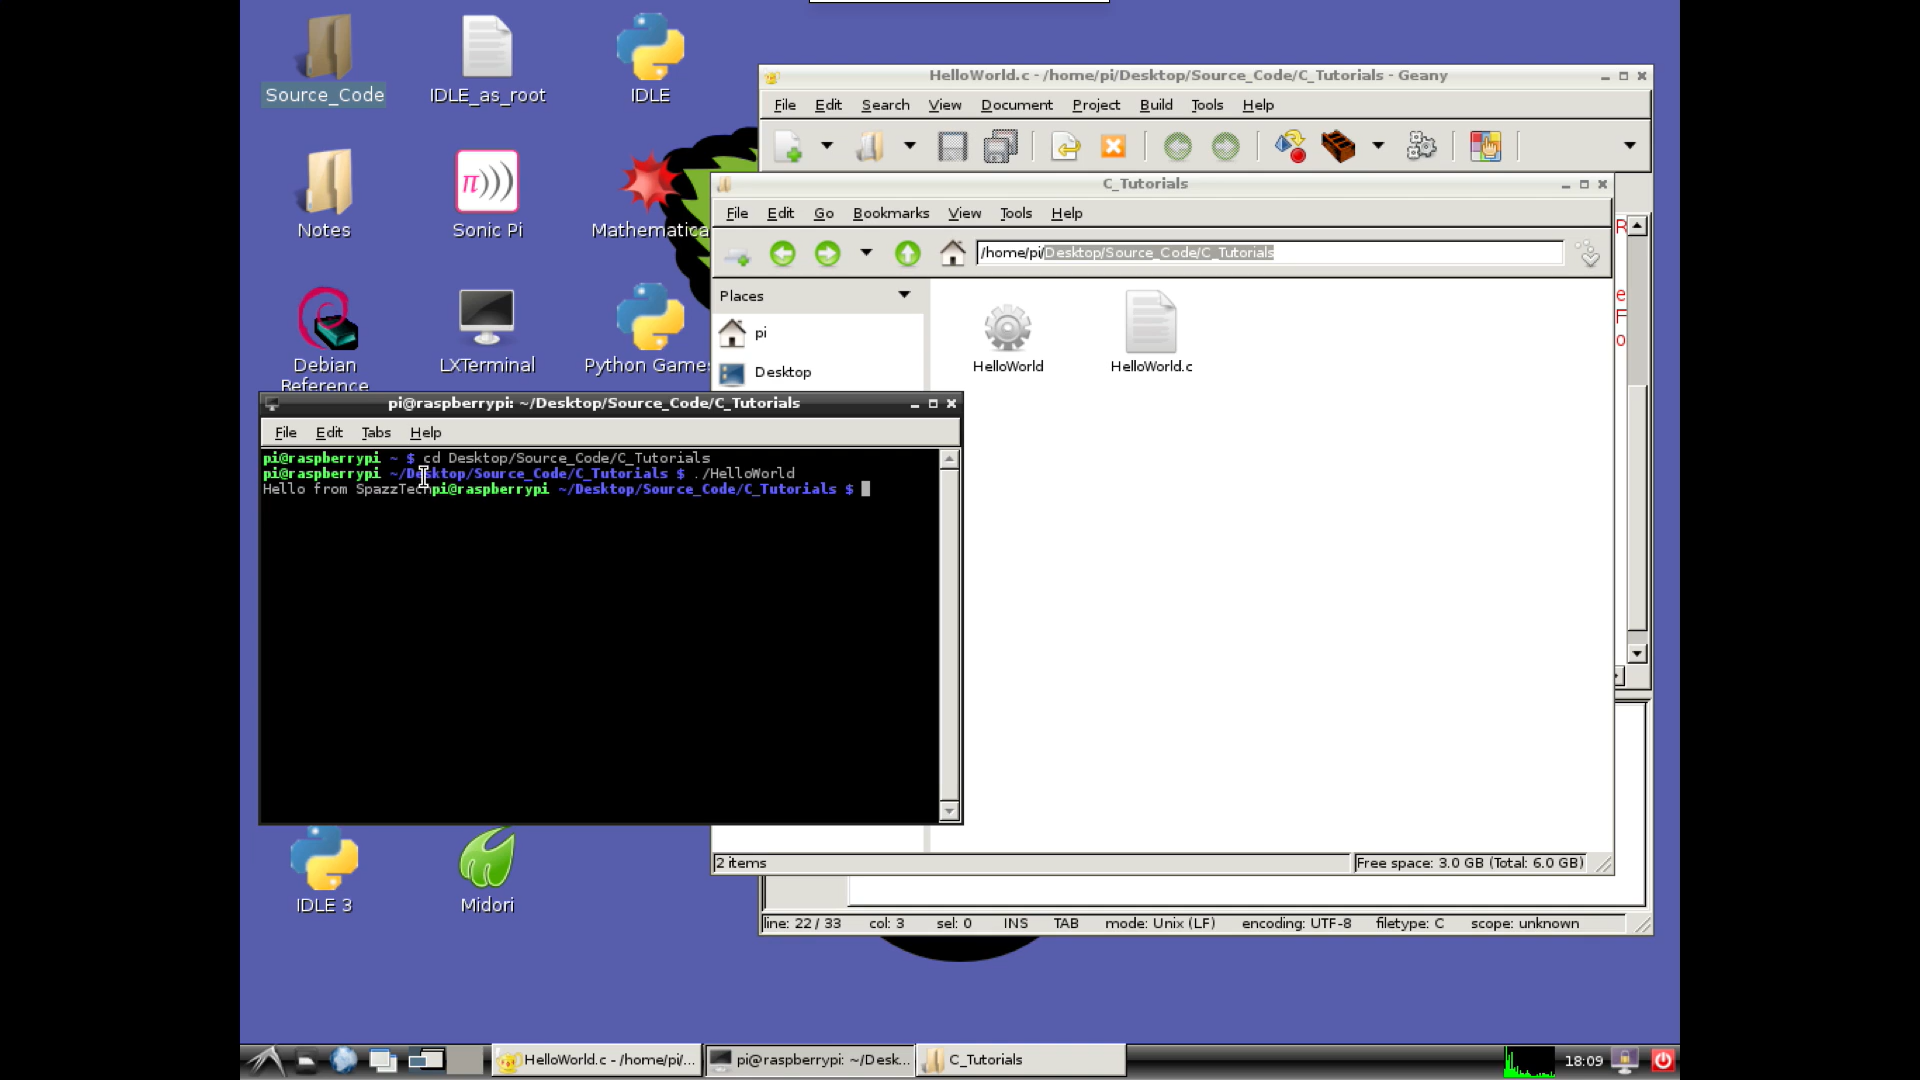 Source_Code
IDLE_as_root
IDLE
Notes
Sonic Pi
Mathematica
Debian
Reference
LXTerminal
Python Game
HelloWorld.c - /home/pi/Desktop/Source_Code/C_Tutorials - Geany
File Edit Search View Document Project Build Tools Help
C_Tutorials
File Edit Go Bookmarks View Tools Help
/home/pi/Desktop/Source_Code/C_Tutorials
Places
pi
Desktop
HelloWorld
HelloWorld.c
R
e
F
o
pi@raspberrypi: ~/Desktop/Source_Code/C_Tutorials
File Edit Tabs Help
pi@raspberrypi ~ $ cd Desktop/Source_Code/C_Tutorials
pi@raspberrypi ~/Desktop/Source_Code/C_Tutorials $ ./HelloWorld
Hello from SpazzTechpi@raspberrypi ~/Desktop/Source_Code/C_Tutorials $
IDLE 3
Midori
2 items
Free space: 3.0 GB (Total: 6.0 GB)
line: 22 / 33 col: 3 sel: 0 INS TAB mode: Unix (LF) encoding: UTF-8 filetype: C scope: unknown
HelloWorld.c - /home/pi/...
pi@raspberrypi: ~/Desk...
C_Tutorials
18:09